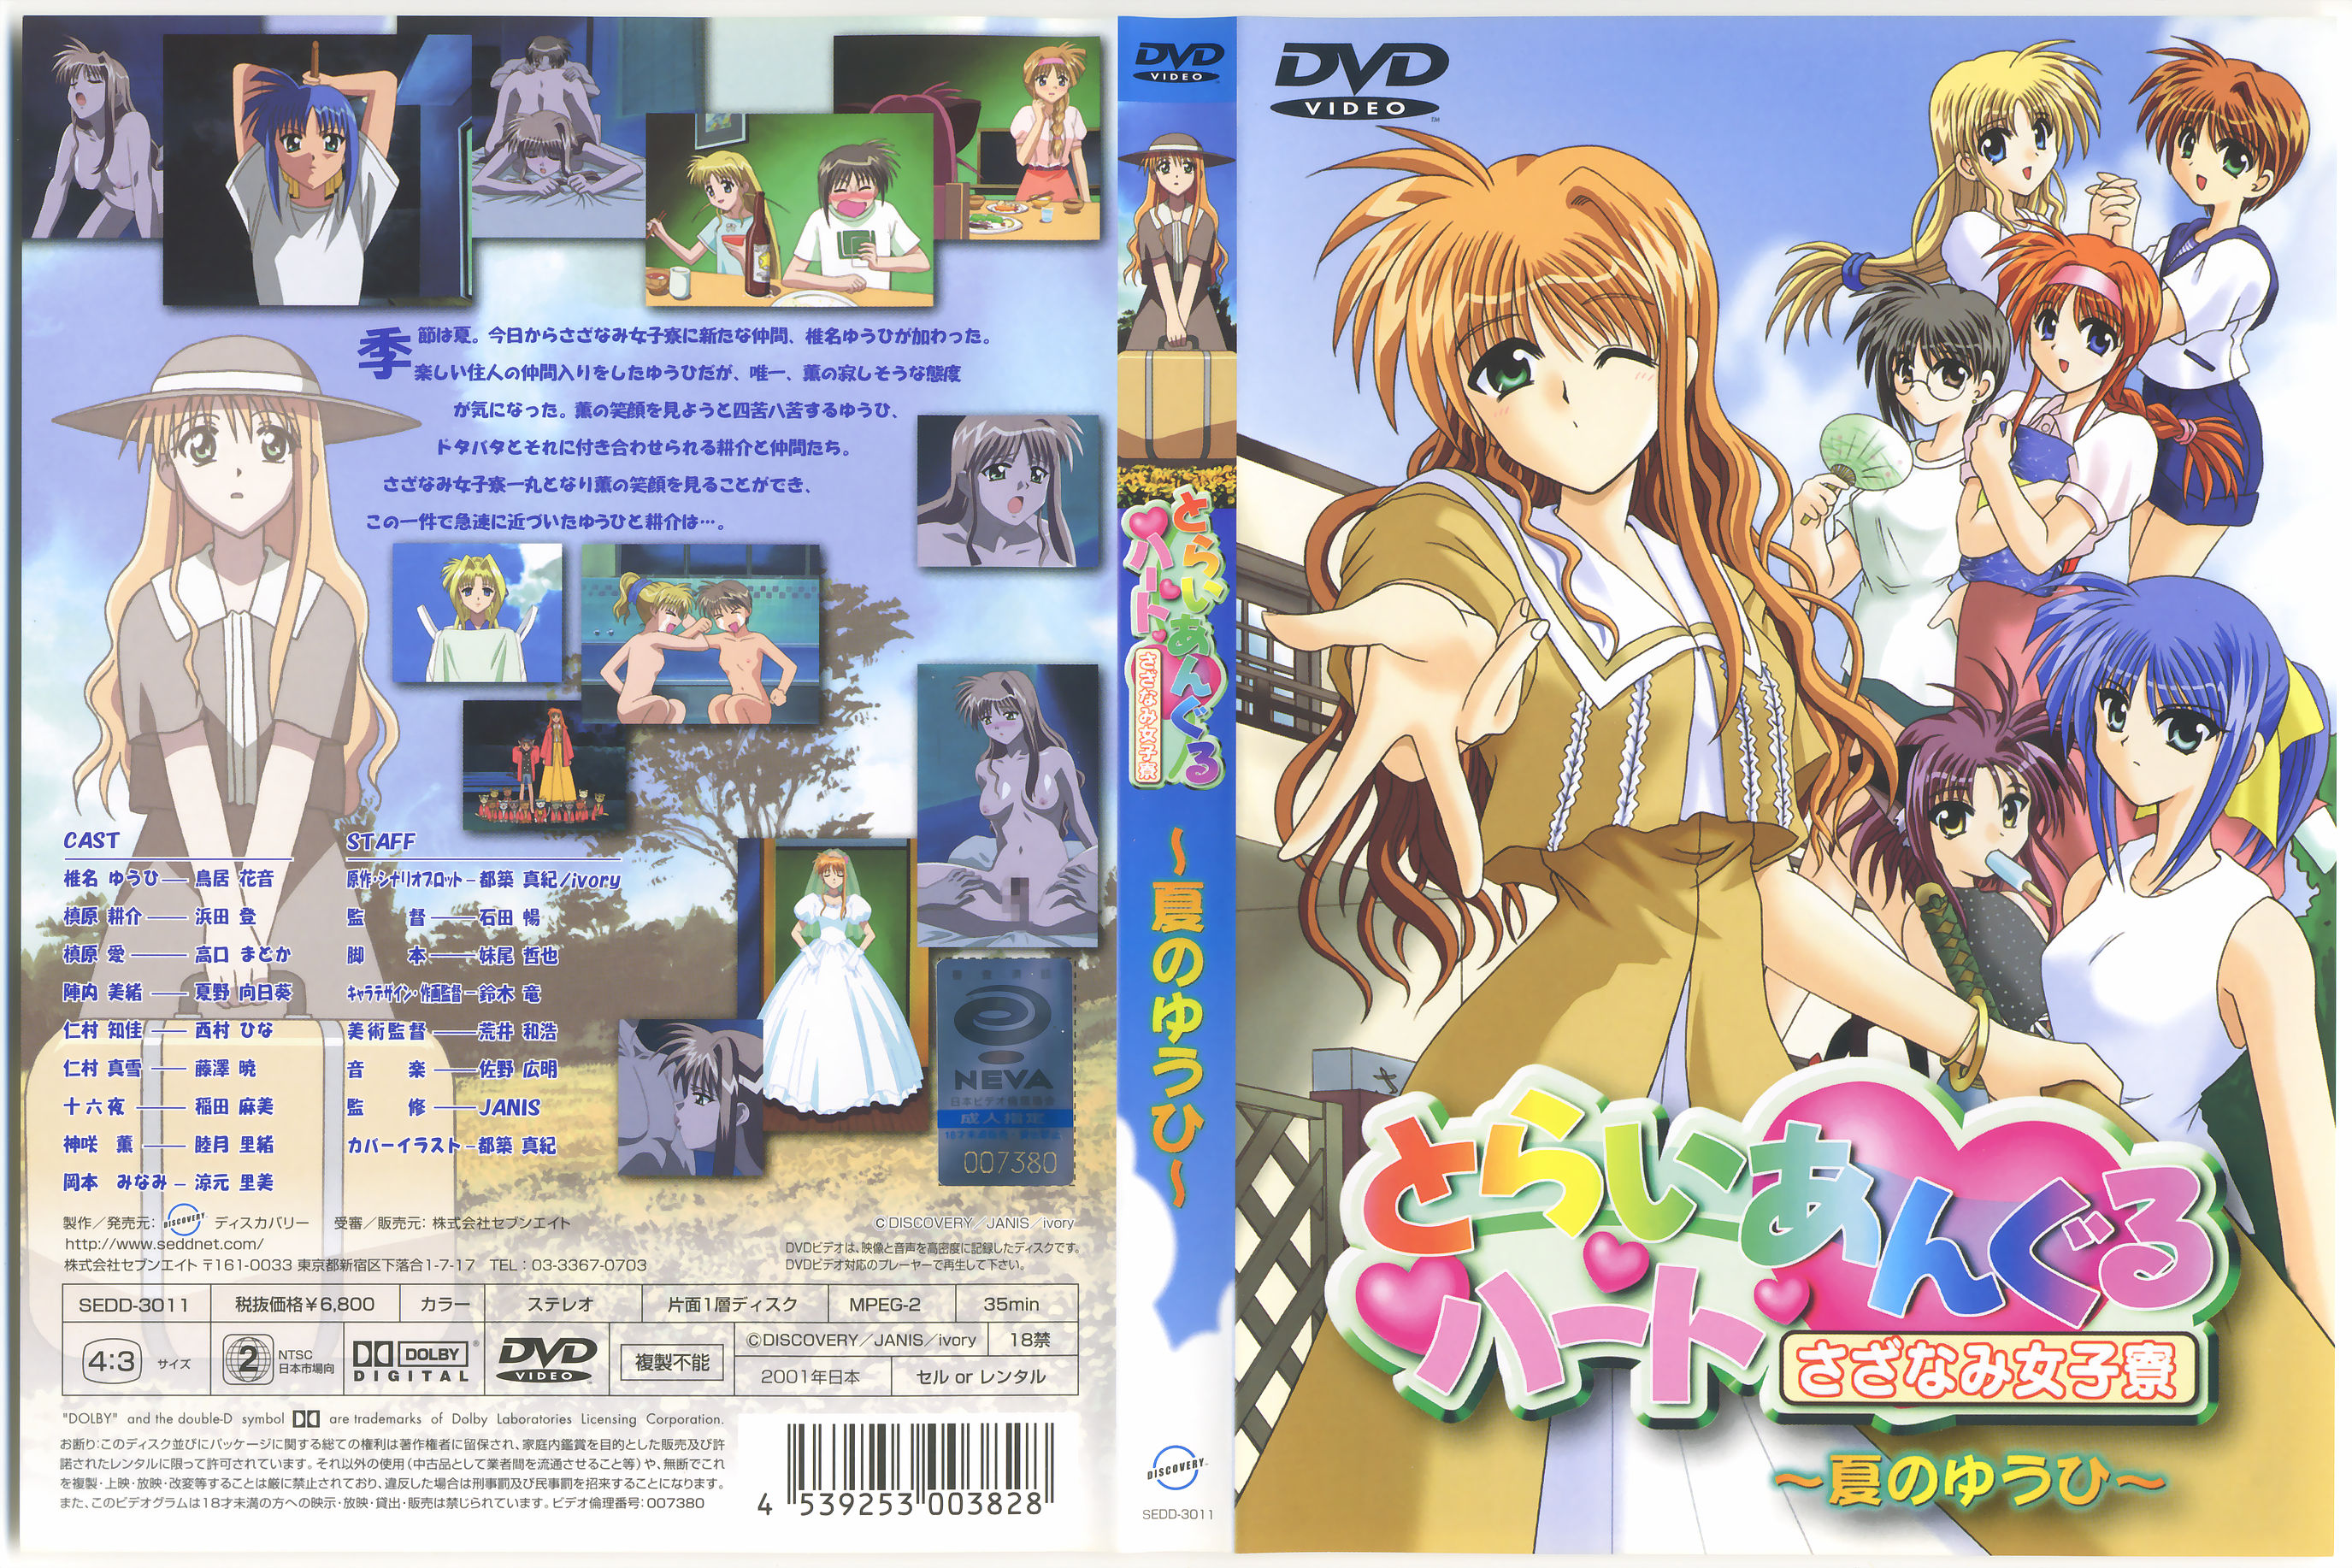 季節は夏。今日からさざなみ女子寮に新たな仲間、椎名ゆうひが加わった。
楽しい住人の仲間入りをしたゆうひだが、唯一、薫の寂しそうな態度
が気になった。薫の笑顔を見ようと四苦八苦するゆうひ、
ドタバタとそれに付き合わせられる耕介と仲間たち。
さざなみ女子寮一丸となり薫の笑顔を見ることができ、
この一件で急速に近づいたゆうひと耕介は…。
CAST
椎名 ゆうひ― 鳥居 花音
槙原 耕介 ― 浜田 登
槙原 愛 ― 高口 まどか
陣内 美緒 ― 夏野 向日葵
仁村 知佳 ― 西村 ひな
仁村 真雪 ― 藤澤 暁
十六夜 ― 稲田 麻美
神咲 薫 ― 睦月 里緒
岡本 みなみ ― 涼元 里美
STAFF
原作・シナリオプロット―都築 真紀/ivory
監 督 ― 石田 暢
脚 本 ― 妹尾 哲也
キャラデザイン・作画監督―鈴木 竜
美術監督 ― 荒井 和浩
音 楽 ― 佐野 広明
監 修 ― JANIS
カバーイラスト ― 都築 真紀
NEVA
成人指定
007380
製作／発売元: DISCOVERY ディスカバリー 受審／販売元: 株式会社セブンエイト
http://www.seddnet.com/
株式会社セブンエイト 〒161-0033 東京都新宿区下落合1-7-17 TEL : 03-3367-0703
©DISCOVERY／JANIS／ivory
DVDビデオは、映像と音声を高密度に記録したディスクです。
DVDビデオ対応のプレーヤーで再生して下さい。
SEDD-3011 税抜価格￥6,800 カラー ステレオ 片面1層ディスク MPEG-2 35min
4:3 サイズ 2 NTSC 日本市場向 DOLBY DIGITAL DVD VIDEO 複製不能 ©DISCOVERY／JANIS／ivory 18禁
2001年日本 セル or レンタル
"DOLBY" and the double-D symbol are trademarks of Dolby Laboratories Licensing Corporation.
お断り:このディスク並びにパッケージに関する総ての権利は著作権者に留保され、家庭内鑑賞を目的とした販売及び許
諾されたレンタルに限って許可されています。それ以外の使用(中古品として業者間を流通させること等)や、無断でこれ
を複製・上映・放映・改変等することは厳に禁止されており、違反した場合は刑事罰及び民事罰を招来することになります。
また、このビデオグラムは18才未満の方への映示・放映・貸出・販売は禁じられています。ビデオ倫理番号:007380
4 539253 003828
DVD
VIDEO
とらいあんぐる
ハート
さざなみ女子寮
～夏のゆうひ～
DISCOVERY
SEDD-3011
DVD
VIDEO
とらいあんぐる
ハート
さざなみ女子寮
～夏のゆうひ～